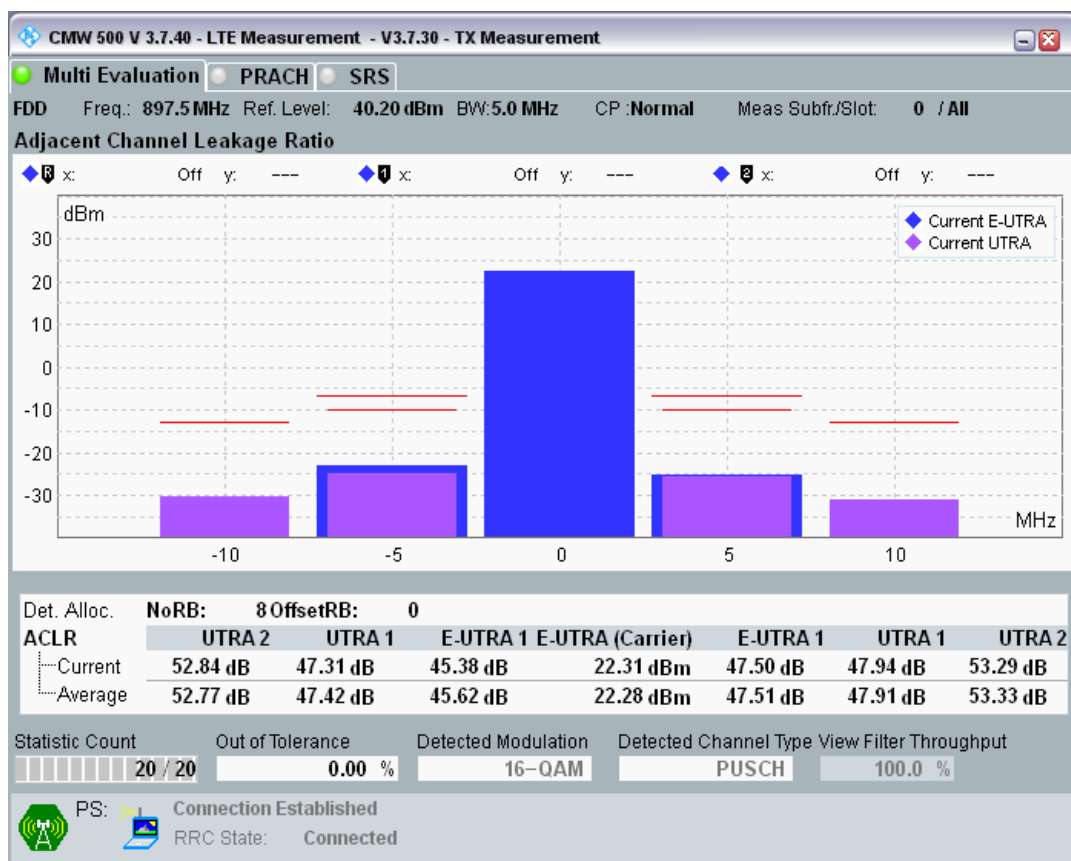 CMW 500 V 3.7.40 - LTE Measurement - V3.7.30 - TX Measurement
Multi Evaluation PRACH SRS
FDD Freq.: 897.5 MHz Ref. Level: 40.20 dBm BW:5.0 MHz CP :Normal Meas Subfr./Slot: 0 / All
Adjacent Channel Leakage Ratio
R x: Off y: --- 1 x: Off y: --- 2 x: Off y: ---
dBm
Current E-UTRA
Current UTRA
30
20
10
0
-10
-20
-30
MHz
-10 -5 0 5 10
Det. Alloc. NoRB: 8 OffsetRB: 0
ACLR UTRA 2 UTRA 1 E-UTRA 1 E-UTRA (Carrier) E-UTRA 1 UTRA 1 UTRA 2
Current 52.84 dB 47.31 dB 45.38 dB 22.31 dBm 47.50 dB 47.94 dB 53.29 dB
Average 52.77 dB 47.42 dB 45.62 dB 22.28 dBm 47.51 dB 47.91 dB 53.33 dB
Statistic Count Out of Tolerance Detected Modulation Detected Channel Type View Filter Throughput
20 / 20 0.00 % 16-QAM PUSCH 100.0 %
PS: Connection Established
RRC State: Connected